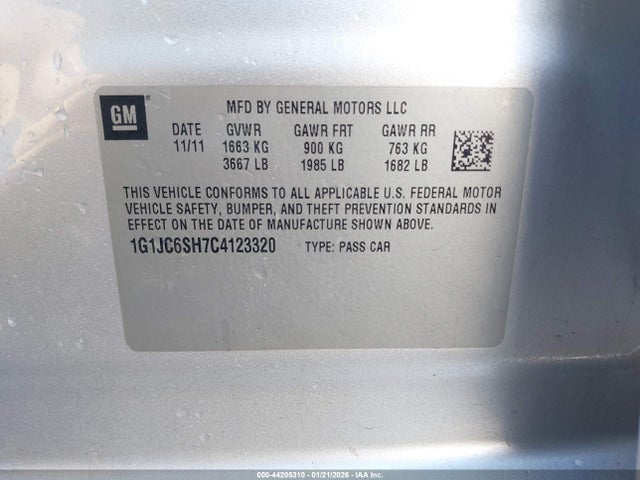 GM
MFD BY GENERAL MOTORS LLC
DATE GVWR GAWR FRT GAWR RR
11/11 1663 KG 900 KG 763 KG
3667 LB 1985 LB 1682 LB
THIS VEHICLE CONFORMS TO ALL APPLICABLE U.S. FEDERAL MOTOR
VEHICLE SAFETY, BUMPER, AND THEFT PREVENTION STANDARDS IN
EFFECT ON THE DATE OF MANUFACTURE SHOWN ABOVE.
1G1JC6SH7C4123320 TYPE: PASS CAR
000-44205310 - 01/21/2026 - IAA Inc.